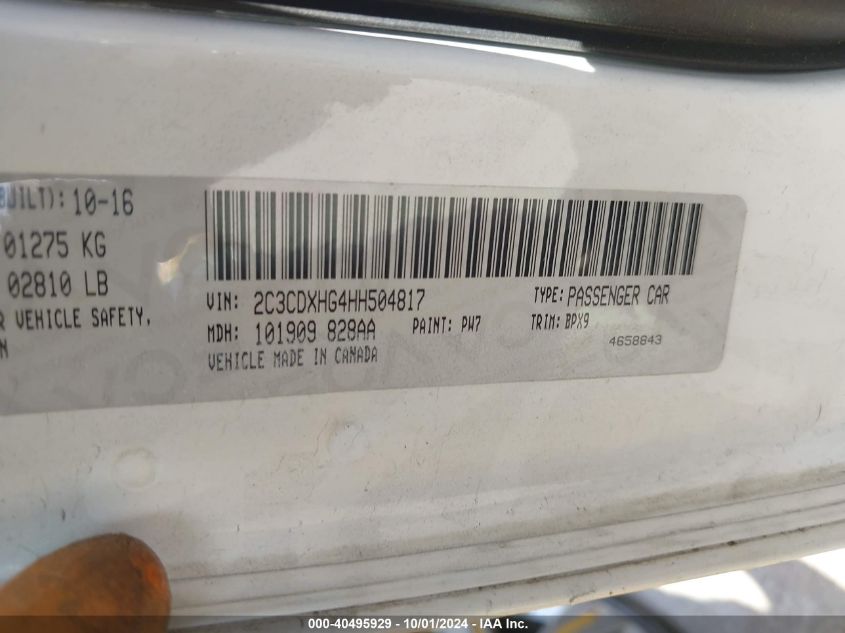 BUILT): 10-16
01275 KG
02810 LB
R VEHICLE SAFETY,
N
VIN: 2C3CDXHG4HH504817
TYPE: PASSENGER CAR
MDH: 101909 828AA
PAINT: PW7
TRIM: BPX9
VEHICLE MADE IN CANADA
4658843
000-40495929 - 10/01/2024 - IAA Inc.